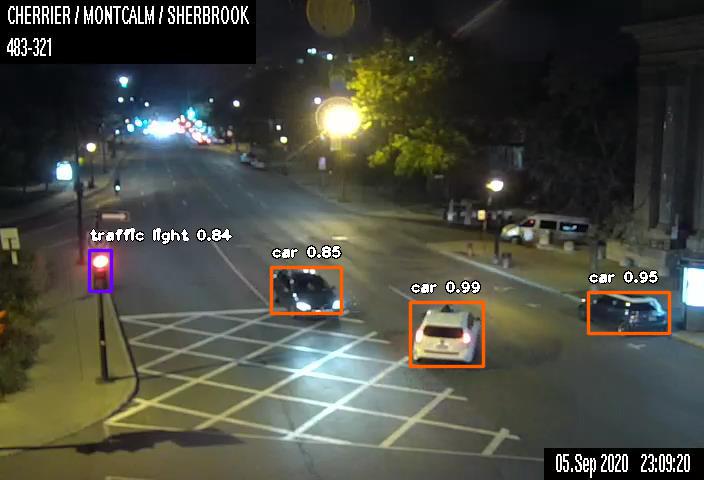 CHERRIER / MONTCALM / SHERBROOK
483-321
traffic light 0.84
car 0.85
car 0.99
car 0.95
05.Sep 2020 23:09:20